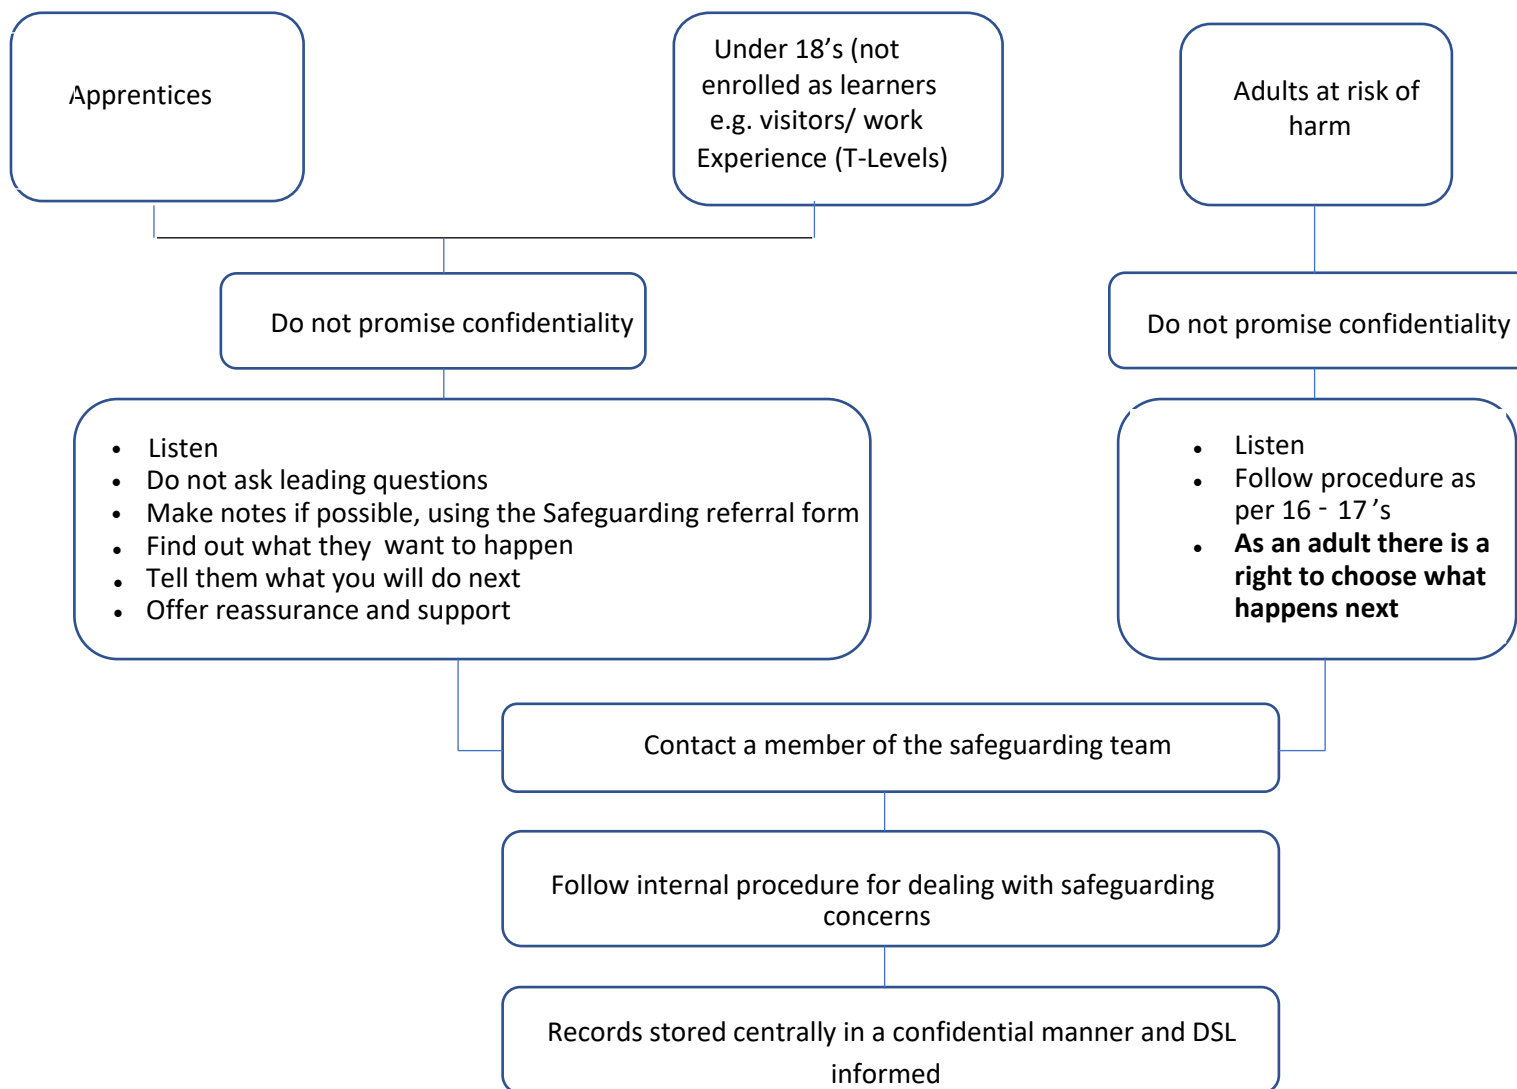 Apprentices
Under 18’s (not
enrolled as learners
e.g. visitors/ work
Experience (T-Levels)
Adults at risk of
harm
Do not promise confidentiality
Do not promise confidentiality
• Listen
• Do not ask leading questions
• Make notes if possible, using the Safeguarding referral form
• Find out what they want to happen
• Tell them what you will do next
• Offer reassurance and support
• Listen
• Follow procedure as
per 16 - 17’s
• As an adult there is a
right to choose what
happens next
Contact a member of the safeguarding team
Follow internal procedure for dealing with safeguarding
concerns
Records stored centrally in a confidential manner and DSL
informed